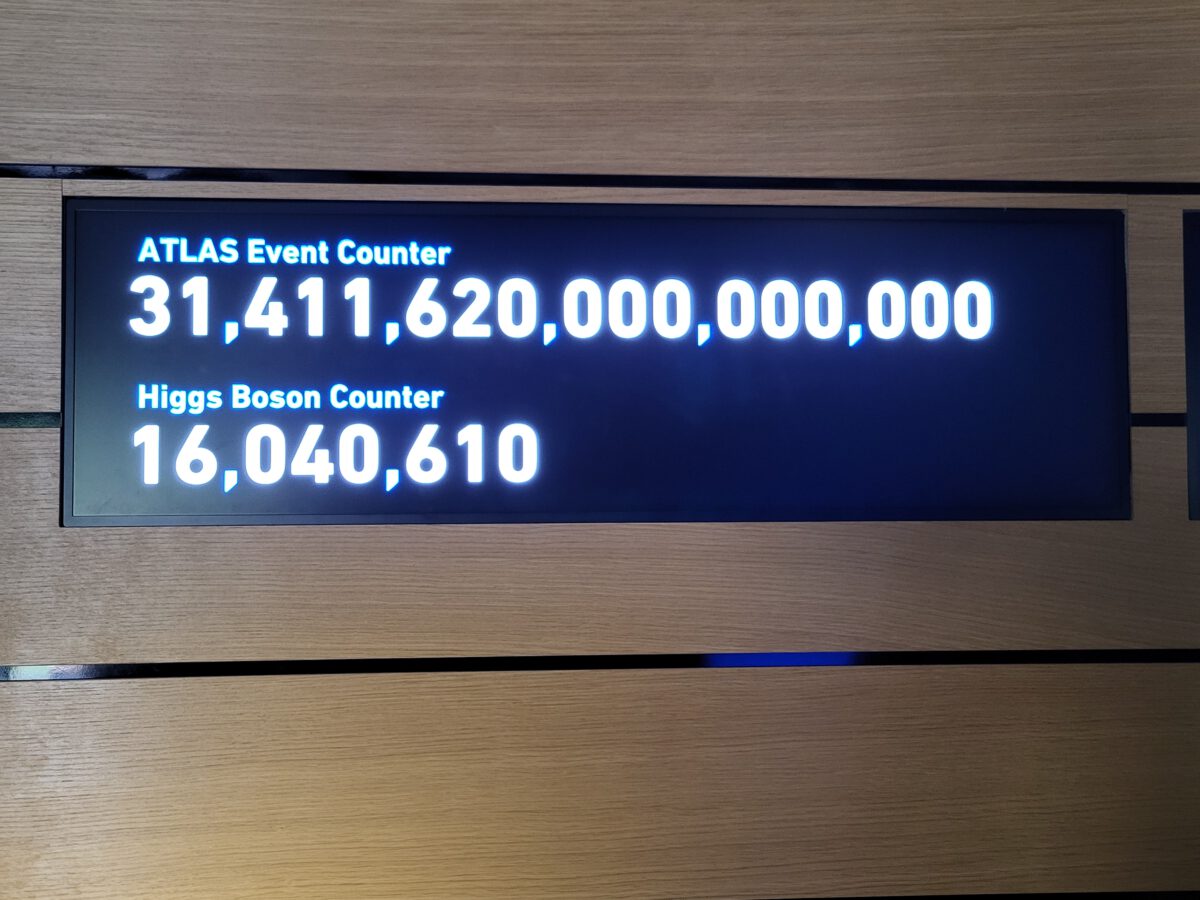 ATLAS Event Counter
31,411,620,000,000,000
Higgs Boson Counter
16,040,610